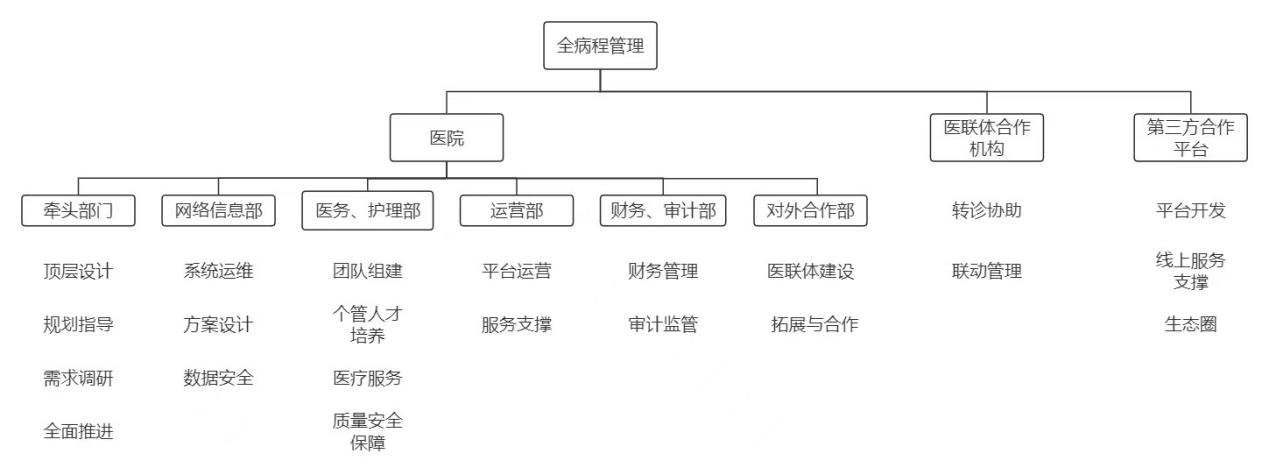 全病程管理
医院
医联体合作
机构
第三方合作
平台
牵头部门
网络信息部
医务、护理部
运营部
财务、审计部
对外合作部
转诊协助
平台开发
顶层设计
系统运维
团队组建
平台运营
财务管理
医联体建设
联动管理
线上服务
支撑
规划指导
方案设计
个管人才
培养
服务支撑
审计监管
拓展与合作
生态圈
需求调研
数据安全
医疗服务
全面推进
质量安全
保障